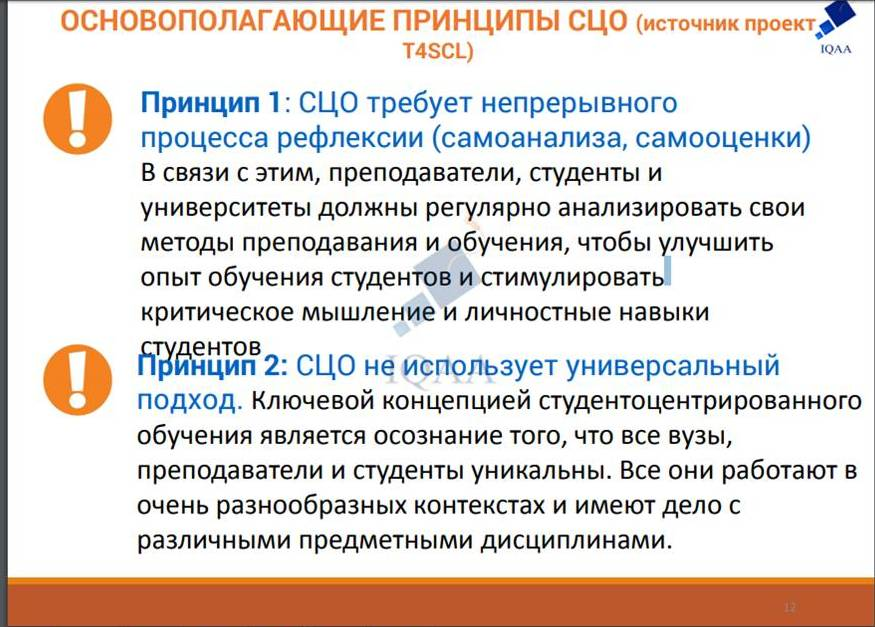 ОСНОВОПОЛАГАЮЩИЕ ПРИНЦИПЫ СЦО (источник проект
T4SCL)
IQAA
Принцип 1: СЦО требует непрерывного
процесса рефлексии (самоанализа, самооценки)
В связи с этим, преподаватели, студенты и
университеты должны регулярно анализировать свои
методы преподавания и обучения, чтобы улучшить
опыт обучения студентов и стимулировать
критическое мышление и личностные навыки
студентов
Принцип 2: СЦО не использует универсальный
подход. Ключевой концепцией студентоцентрированного
обучения является осознание того, что все вузы,
преподаватели и студенты уникальны. Все они работают в
очень разнообразных контекстах и имеют дело с
различными предметными дисциплинами.
IQAA
12